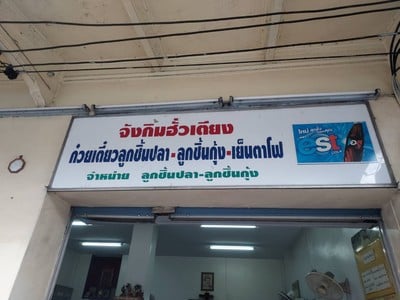 จังกิมฮั่วเตียง
ก๋วยเตี๋ยวลูกชิ้นปลา-ลูกชิ้นกุ้ง-เย็นตาโฟ
จำหน่าย ลูกชิ้นปลา-ลูกชิ้นกุ้ง
est